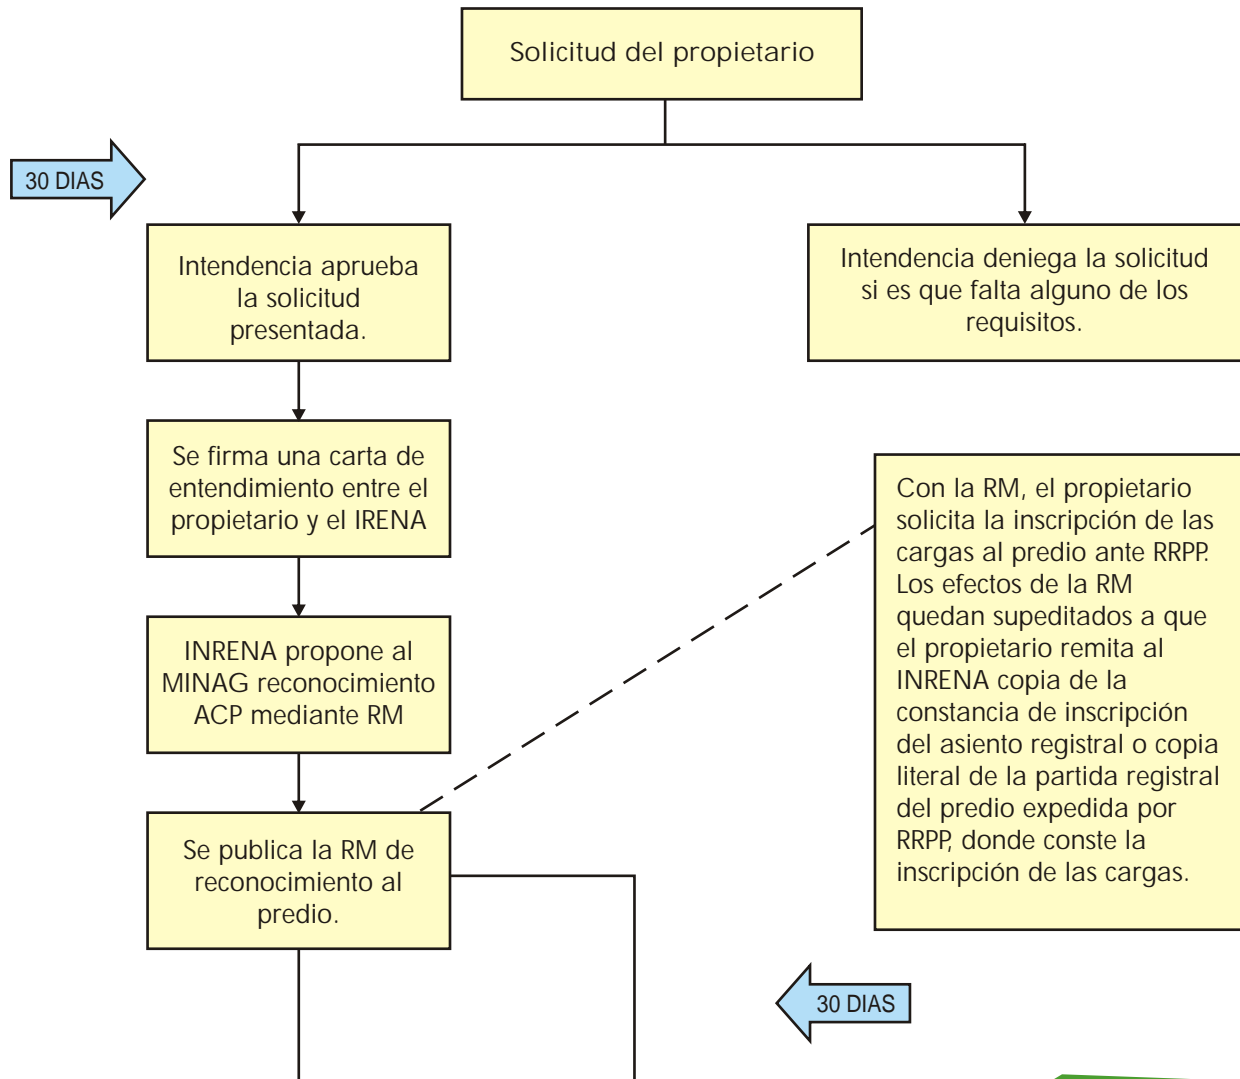 Solicitud del propietario
30 DIAS
Intendencia aprueba
la solicitud
presentada.
Intendencia deniega la solicitud
si es que falta alguno de los
requisitos.
Se firma una carta de
entendimiento entre el
propietario y el IRENA
Con la RM, el propietario
solicita la inscripción de las
cargas al predio ante RRPP.
Los efectos de la RM
quedan supeditados a que
el propietario remita al
INRENA copia de la
constancia de inscripción
del asiento registral o copia
literal de la partida registral
del predio expedida por
RRPP, donde conste la
inscripción de las cargas.
INRENA propone al
MINAG reconocimiento
ACP mediante RM
Se publica la RM de
reconocimiento al
predio.
30 DIAS